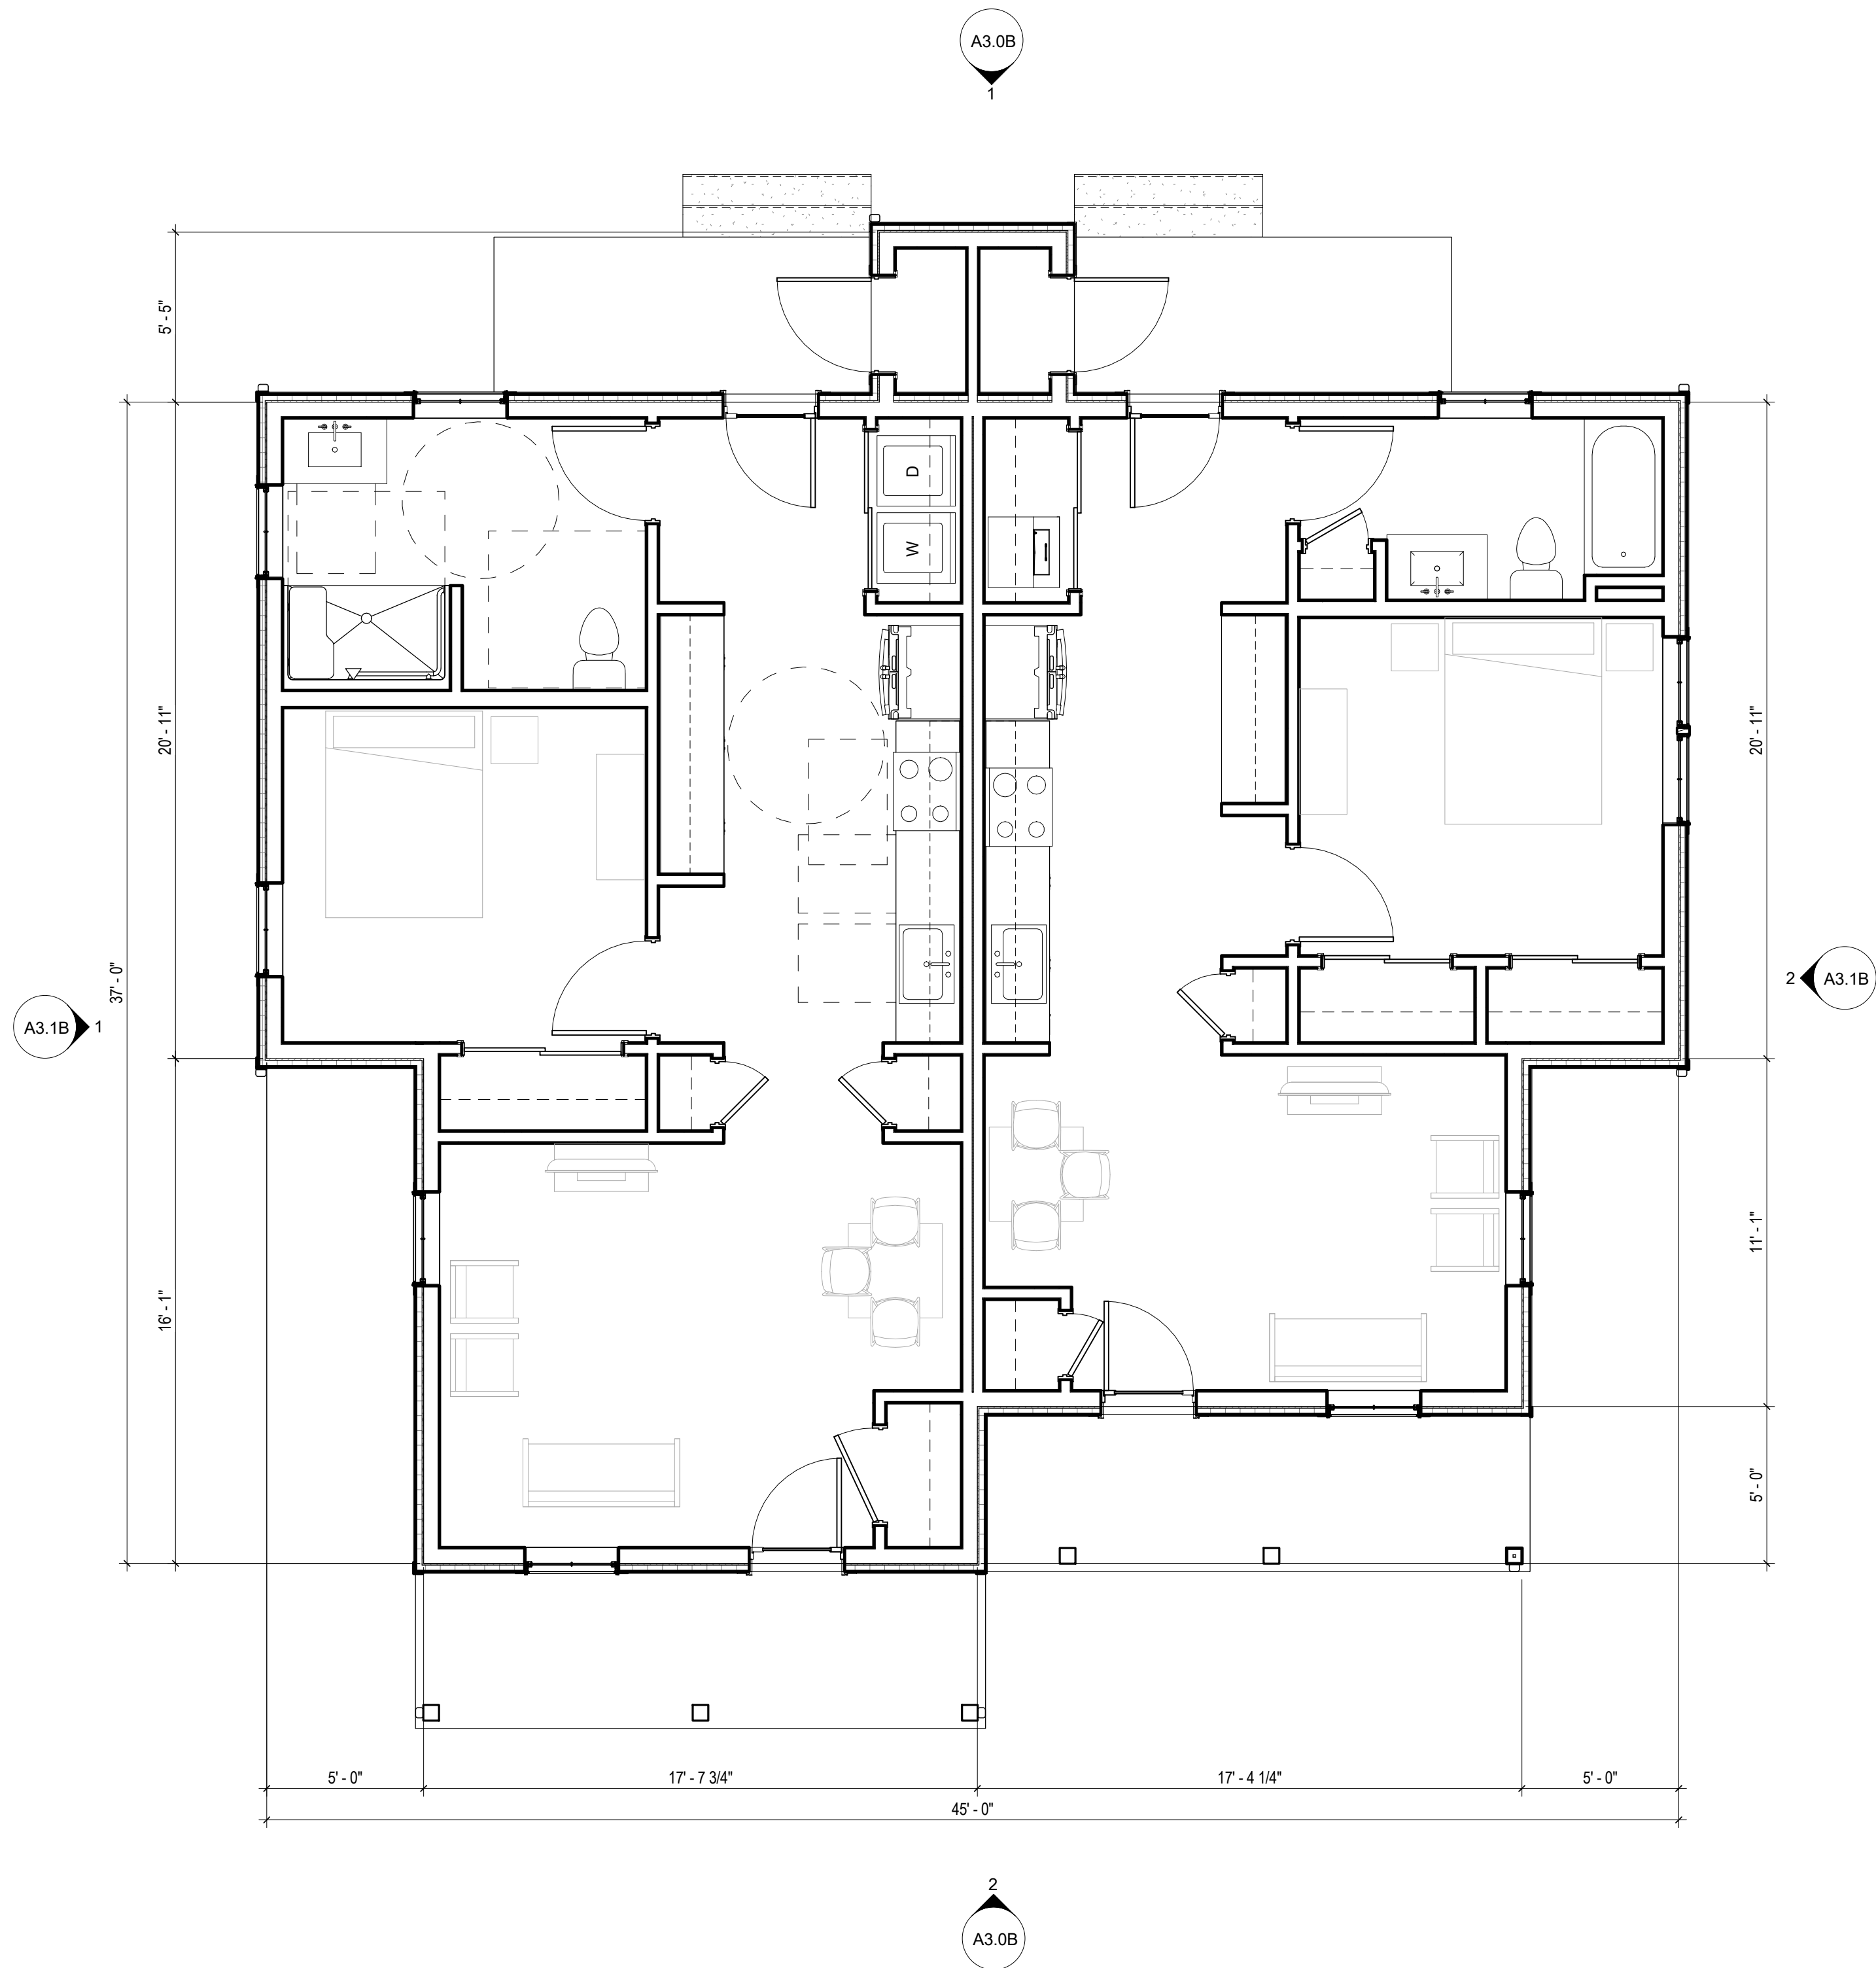 A3.0B
1
5' - 5"
D
W
20' - 11"
20' - 11"
37' - 0"
A3.1B 1
2 A3.1B
11' - 1"
16' - 1"
5' - 0"
5' - 0"
17' - 7 3/4"
17' - 4 1/4"
5' - 0"
45' - 0"
2
A3.0B